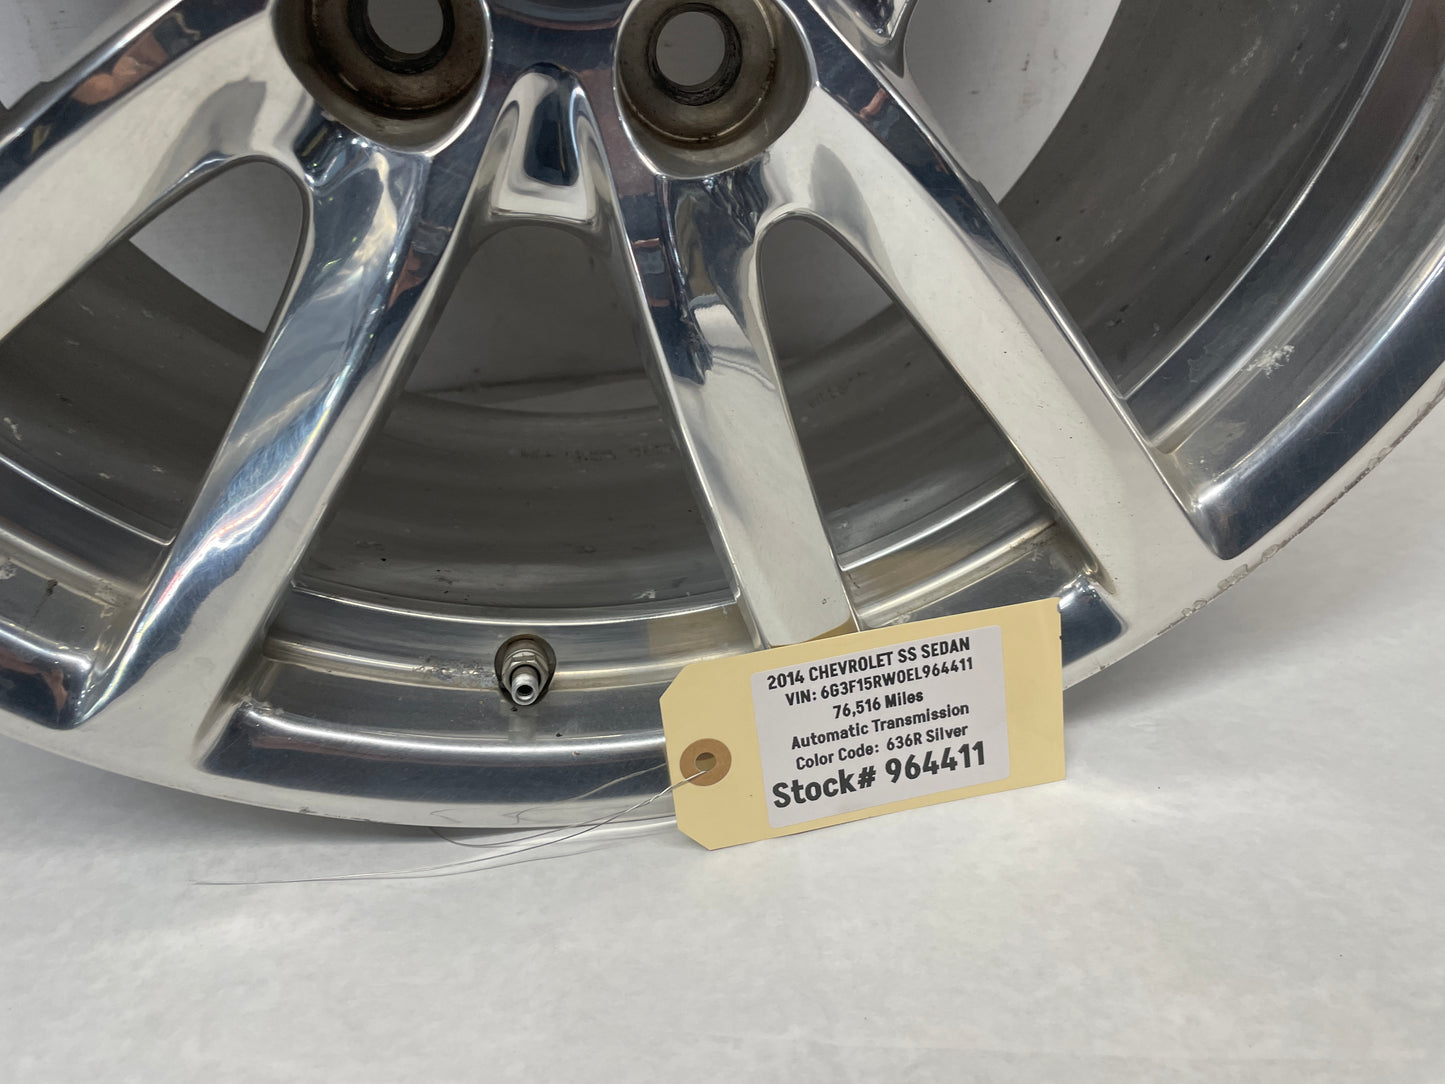 2014 CHEVROLET SS SEDAN
VIN: 6G3F15RW0EL964411
76,516 Miles
Automatic Transmission
Color Code: 636R Silver
Stock# 964411